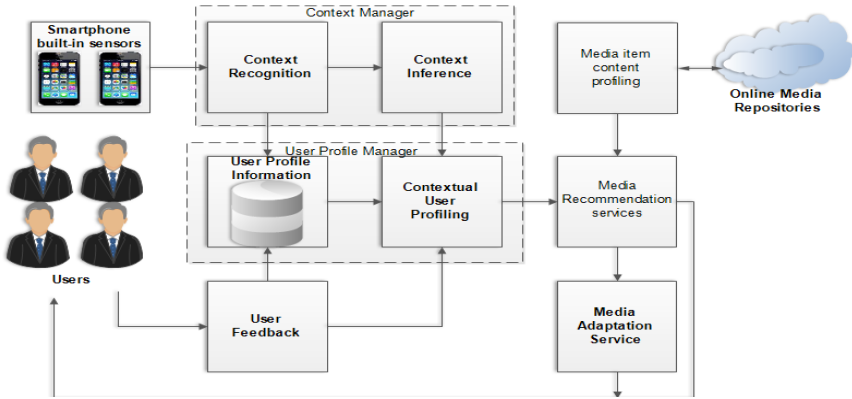 Context Manager
Smartphone
built-in sensors
Context
Recognition
Context
Inference
Media item
content
profiling
Online Media
Repositories
User Profile Manager
User Profile
Information
Contextual
User
Profiling
Media
Recommendation
services
Users
User
Feedback
Media
Adaptation
Service